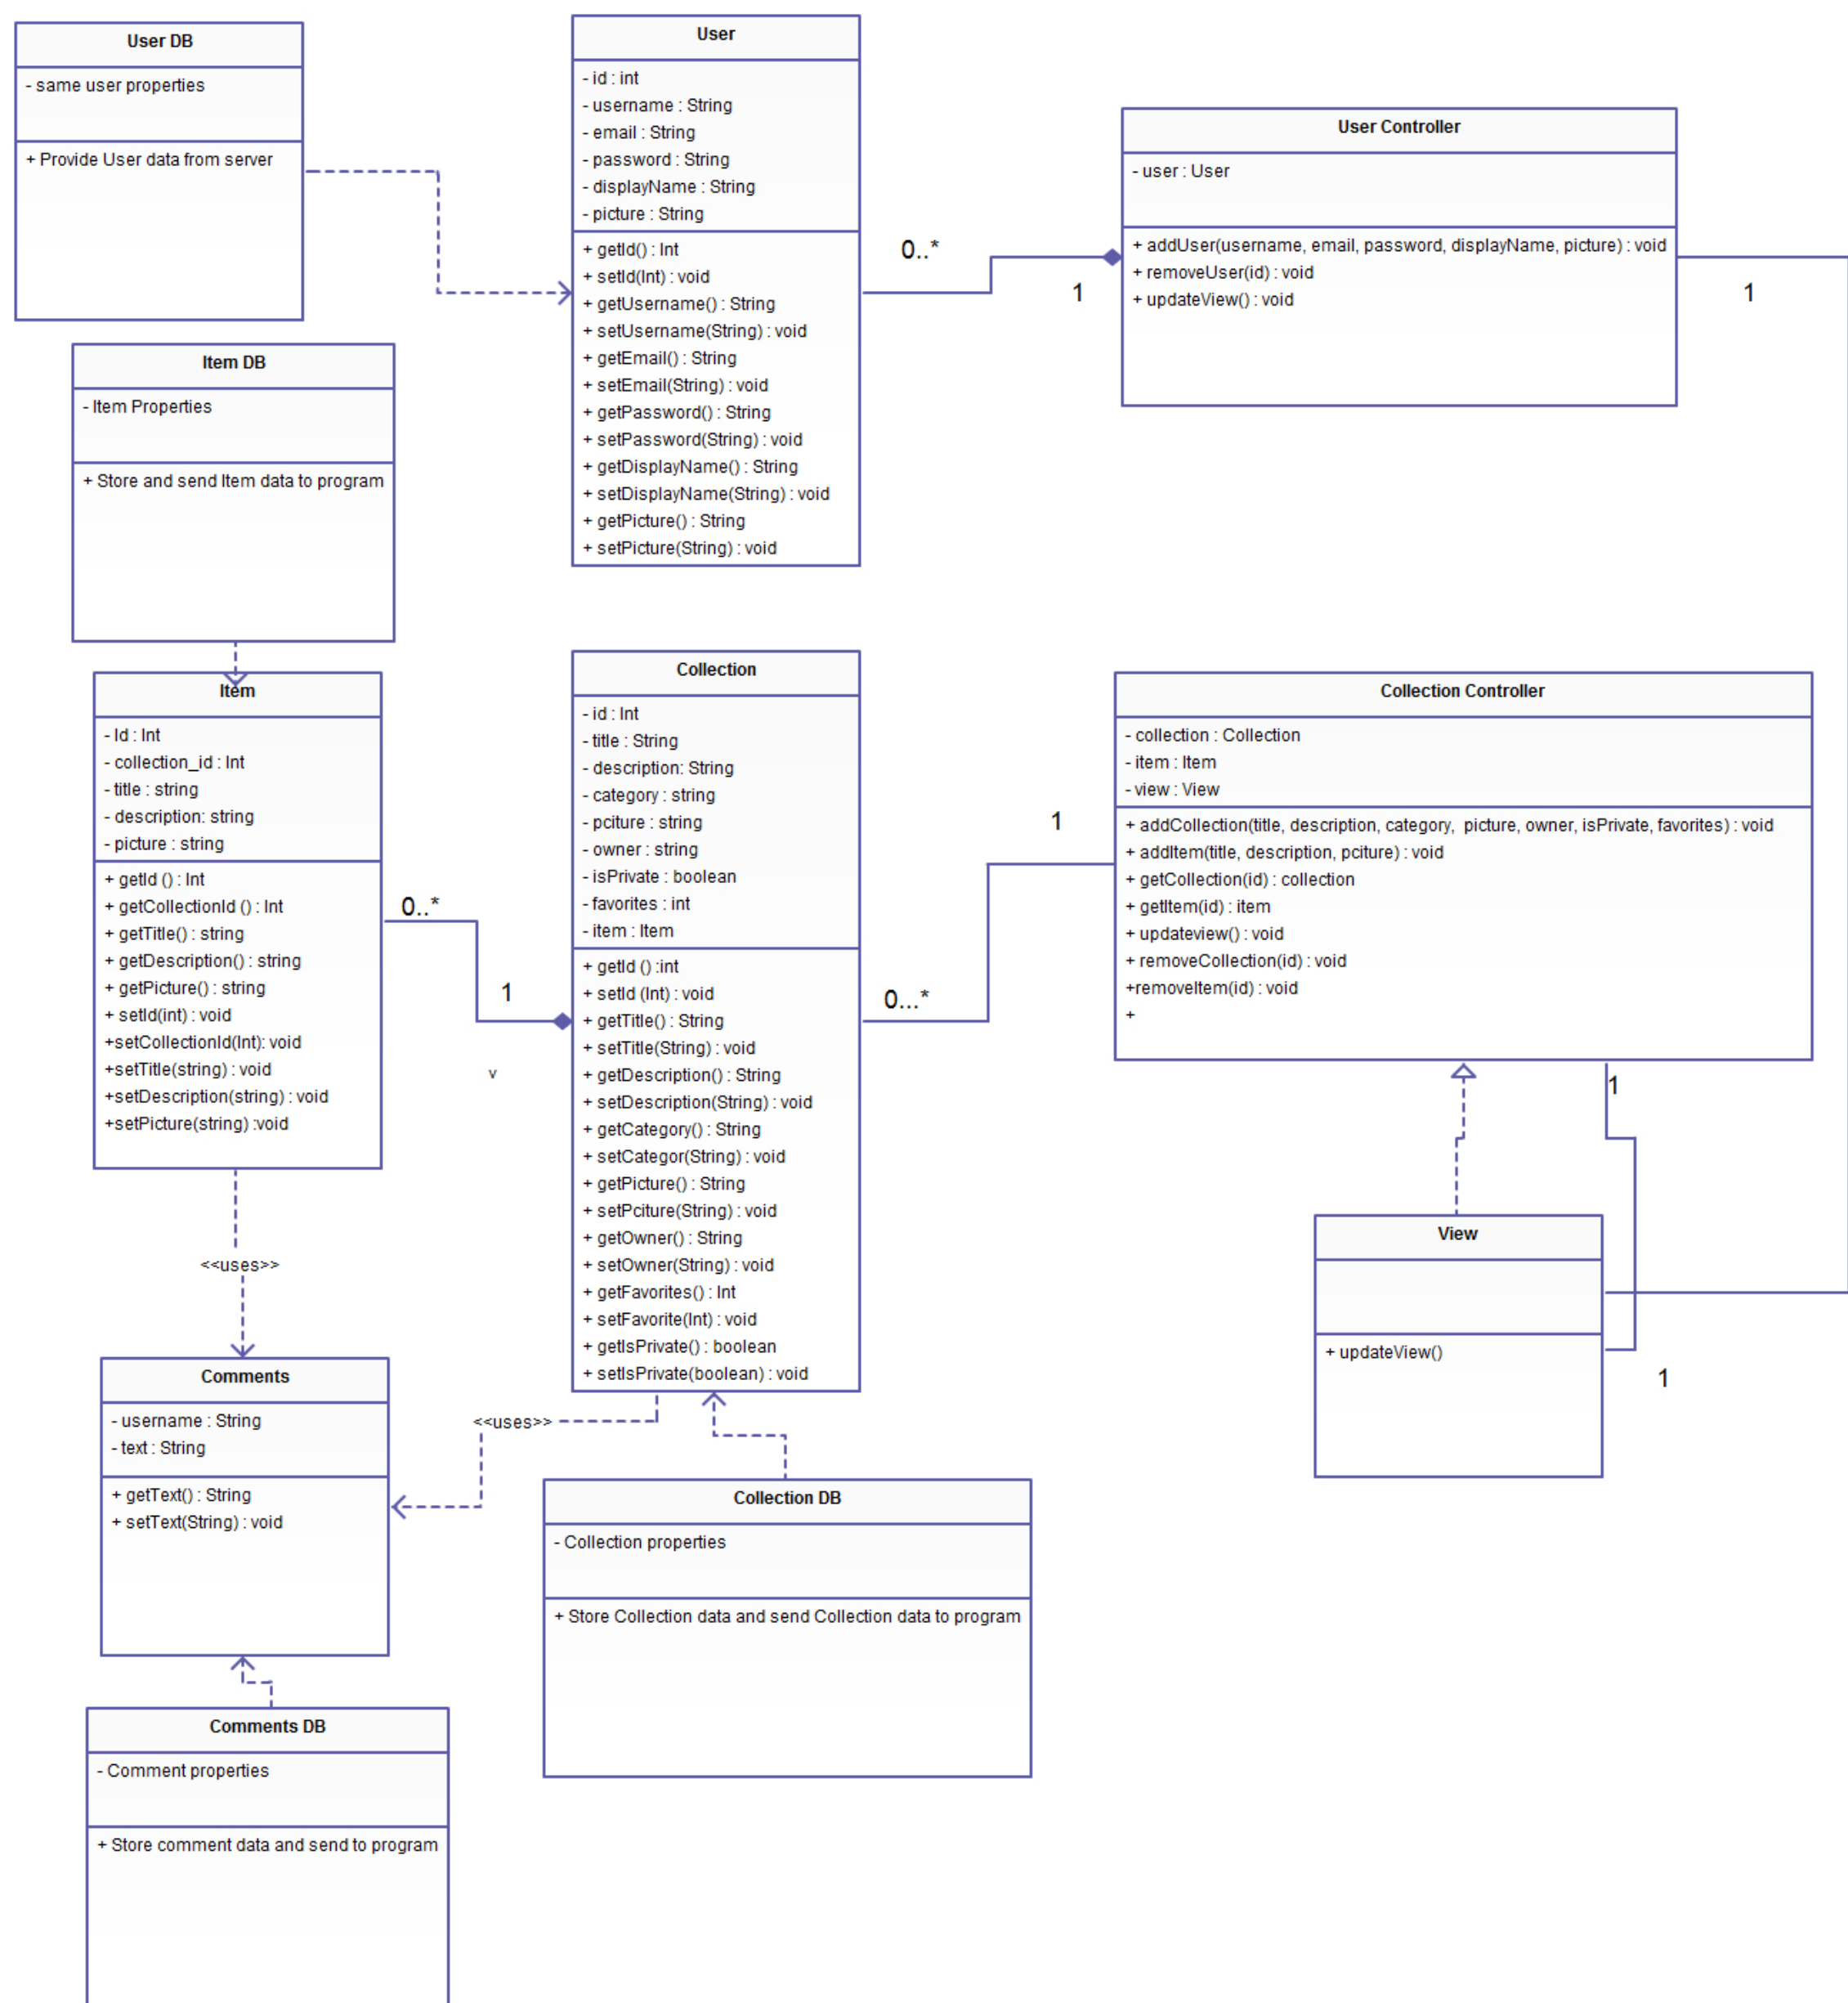 User DB
- same user properties
+ Provide User data from server
User
- id : int
- username : String
- email : String
- password : String
- displayName : String
- picture : String
+ getId() : Int
+ setId(Int) : void
+ getUsername() : String
+ setUsername(String) : void
+ getEmail() : String
+ setEmail(String) : void
+ getPassword() : String
+ setPassword(String) : void
+ getDisplayName() : String
+ setDisplayName(String) : void
+ getPicture() : String
+ setPicture(String) : void
0..*
1
User Controller
- user : User
+ addUser(username, email, password, displayName, picture) : void
+ removeUser(id) : void
+ updateView() : void
1
Item DB
- Item Properties
+ Store and send Item data to program
Item
- Id : Int
- collection_id : Int
- title : string
- description: string
- picture : string
+ getId () : Int
+ getCollectionId () : Int
+ getTitle() : string
+ getDescription() : string
+ getPicture() : string
+ setId(int) : void
+setCollectionId(Int): void
+setTitle(string) : void
+setDescription(string) : void
+setPicture(string) :void
0..*
1
v
Collection
- id : Int
- title : String
- description: String
- category : string
- pciture : string
- owner : string
- isPrivate : boolean
- favorites : int
- item : Item
+ getId () :int
+ setId (Int) : void
+ getTitle() : String
+ setTitle(String) : void
+ getDescription() : String
+ setDescription(String) : void
+ getCategory() : String
+ setCategor(String) : void
+ getPicture() : String
+ setPciture(String) : void
+ getOwner() : String
+ setOwner(String) : void
+ getFavorites() : Int
+ setFavorite(Int) : void
+ getIsPrivate() : boolean
+ setIsPrivate(boolean) : void
1
0...*
Collection Controller
- collection : Collection
- item : Item
- view : View
+ addCollection(title, description, category,  picture, owner, isPrivate, favorites) : void
+ addItem(title, description, pciture) : void
+ getCollection(id) : collection
+ getItem(id) : item
+ updateview() : void
+ removeCollection(id) : void
+removeItem(id) : void
+
1
View
+ updateView()
1
<<uses>>
<<uses>>
Comments
- username : String
- text : String
+ getText() : String
+ setText(String) : void
Collection DB
- Collection properties
+ Store Collection data and send Collection data to program
Comments DB
- Comment properties
+ Store comment data and send to program